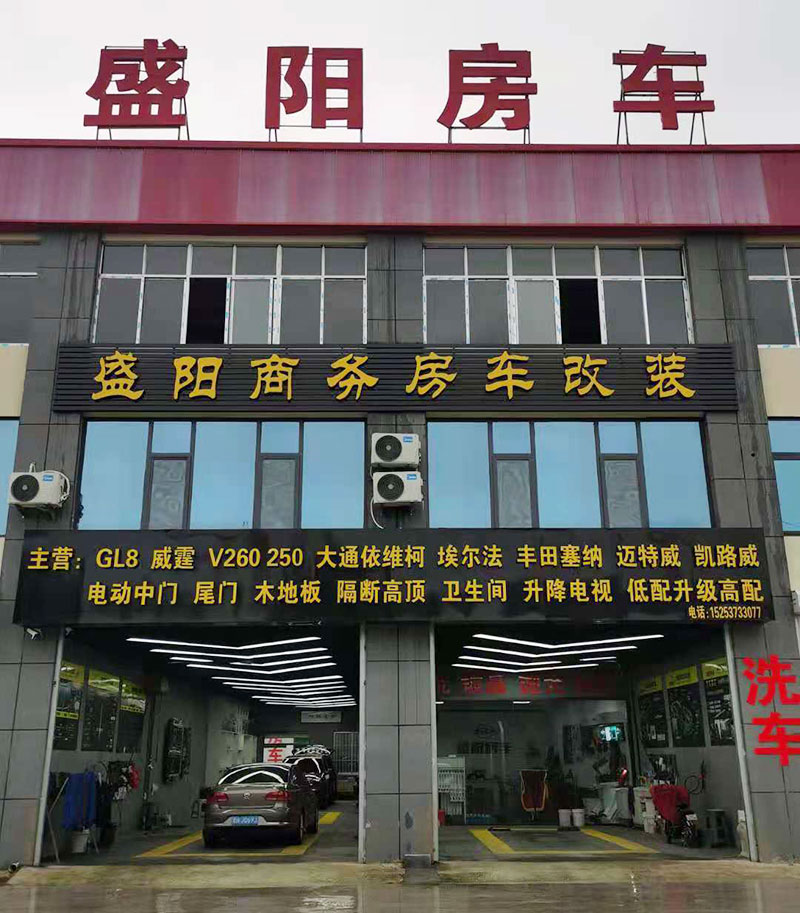 盛阳房车
盛阳商务房车改装
主营：GL8 威霆 V260 250 大通依维柯 埃尔法 丰田塞纳 迈特威 凯路威
电动中门 尾门 木地板 隔断高顶 卫生间 升降电视 低配升级高配
电话:15253733077
洗车